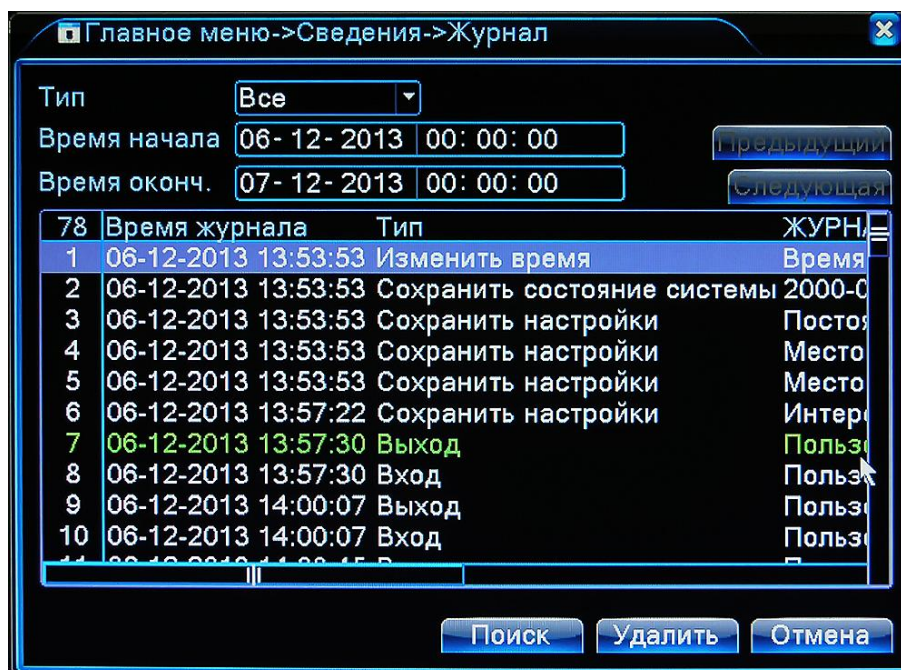 Главное меню->Сведения->Журнал
Тип Все
Время начала 06- 12- 2013 00: 00: 00
Предыдущий
Время оконч. 07- 12- 2013 00: 00: 00
Следующая
78 Время журнала Тип ЖУРНА
1 06-12-2013 13:53:53 Изменить время Время
2 06-12-2013 13:53:53 Сохранить состояние системы 2000-0
3 06-12-2013 13:53:53 Сохранить настройки Постоя
4 06-12-2013 13:53:53 Сохранить настройки Место
5 06-12-2013 13:53:53 Сохранить настройки Место
6 06-12-2013 13:57:22 Сохранить настройки Интер
7 06-12-2013 13:57:30 Выход Польз
8 06-12-2013 13:57:30 Вход Польз
9 06-12-2013 14:00:07 Выход Польз
10 06-12-2013 14:00:07 Вход Польз
Поиск Удалить Отмена